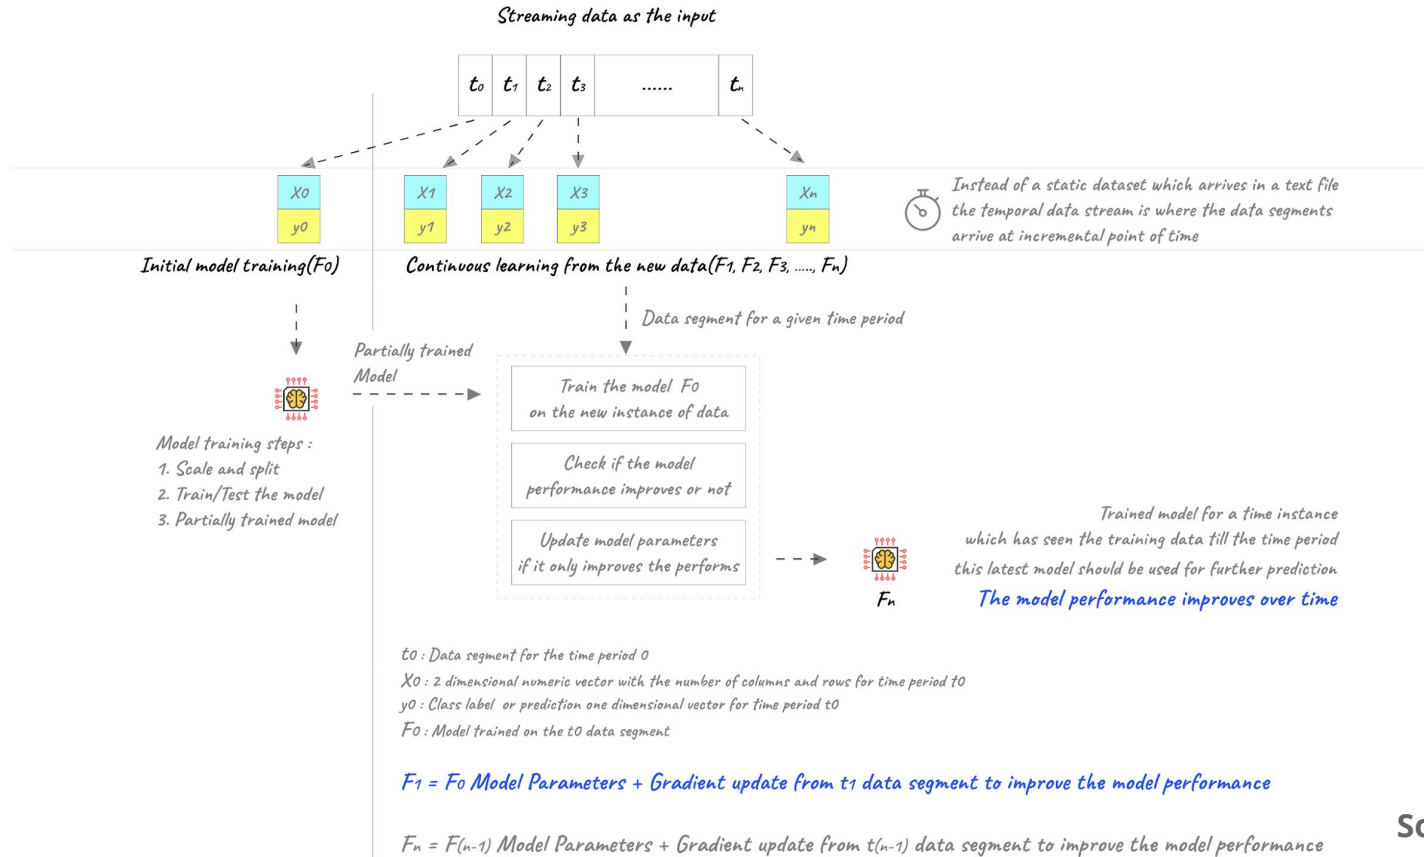 Streaming data as the input
t0 t1 t2 t3 ...... tn
X0 X1 X2 X3 Xn
y0 y1 y2 y3 yn
Instead of a static dataset which arrives in a text file
the temporal data stream is where the data segments
arrive at incremental point of time
Initial model training(F0)
Continuous learning from the new data(F1, F2, F3, ....., Fn)
Data segment for a given time period
Partially trained
Model
Train the model F0
on the new instance of data
Check if the model
performance improves or not
Update model parameters
if it only improves the performs
Model training steps :
1. Scale and split
2. Train/Test the model
3. Partially trained model
Fn
Trained model for a time instance
which has seen the training data till the time period
this latest model should be used for further prediction
The model performance improves over time
t0 : Data segment for the time period 0
X0 : 2 dimensional numeric vector with the number of columns and rows for time period t0
y0 : Class label or prediction one dimensional vector for time period t0
F0 : Model trained on the t0 data segment
F1 = F0 Model Parameters + Gradient update from t1 data segment to improve the model performance
Fn = F(n-1) Model Parameters + Gradient update from t(n-1) data segment to improve the model performance